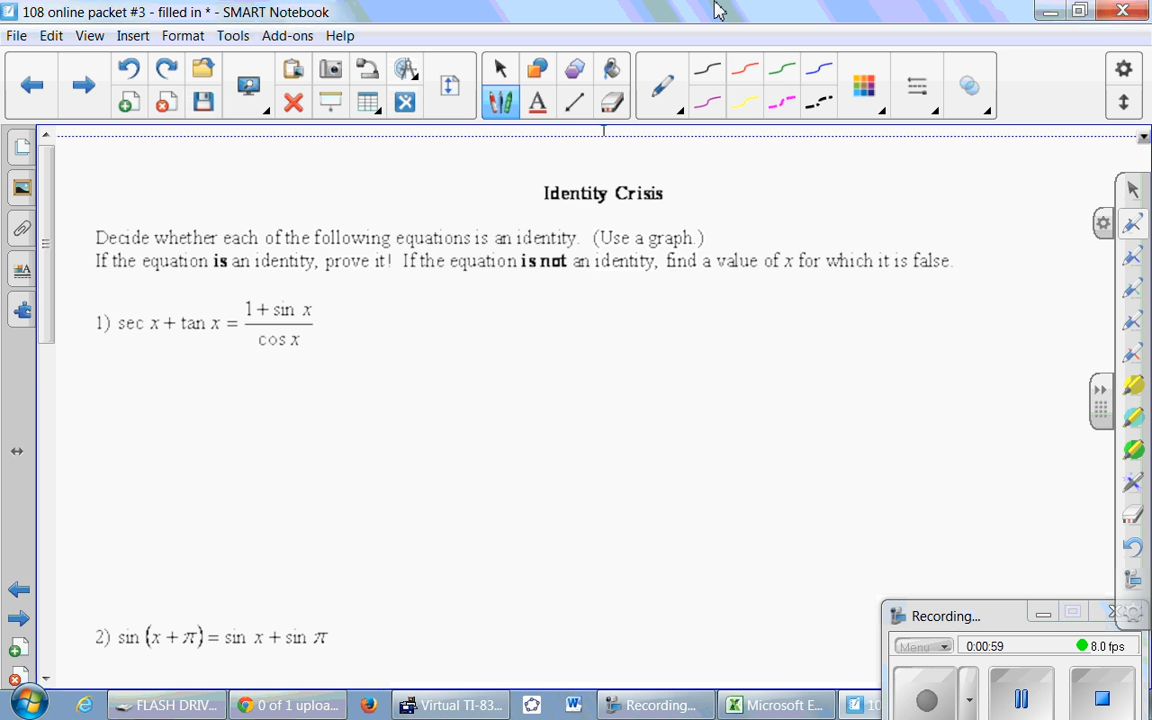 108 online packet #3 - filled in * - SMART Notebook
File Edit View Insert Format Tools Add-ons Help
Identity Crisis
Decide whether each of the following equations is an identity. (Use a graph.)
If the equation is an identity, prove it! If the equation is not an identity, find a value of x for which it is false.
1) sec x + tan x = (1 + sin x) / (cos x)
2) sin (x + π) = sin x + sin π
Recording...
Menu 0:00:59 8.0 fps
FLASH DRIV... 0 of 1 uploa... Virtual TI-83... Recording... Microsoft E... 10